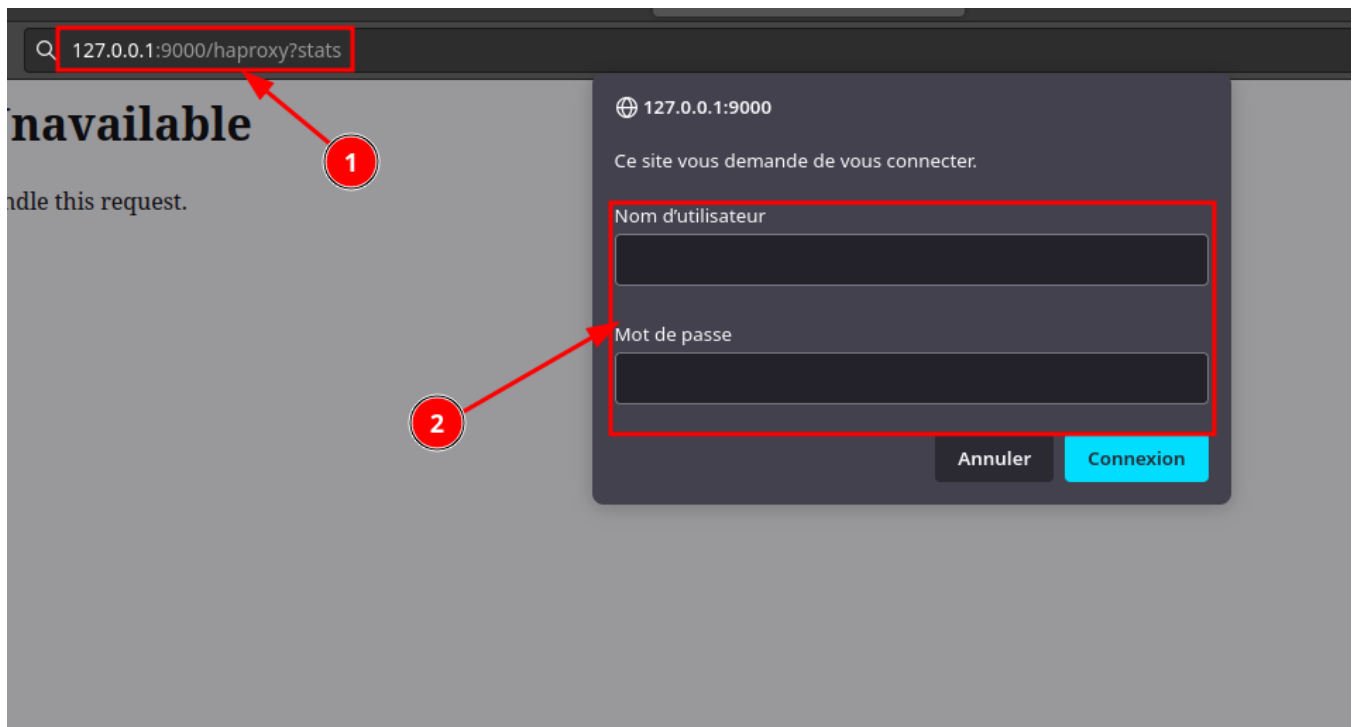 127.0.0.1:9000/haproxy?stats
navailable
ndle this request.
1
127.0.0.1:9000
Ce site vous demande de vous connecter.
Nom d’utilisateur
Mot de passe
2
Annuler
Connexion